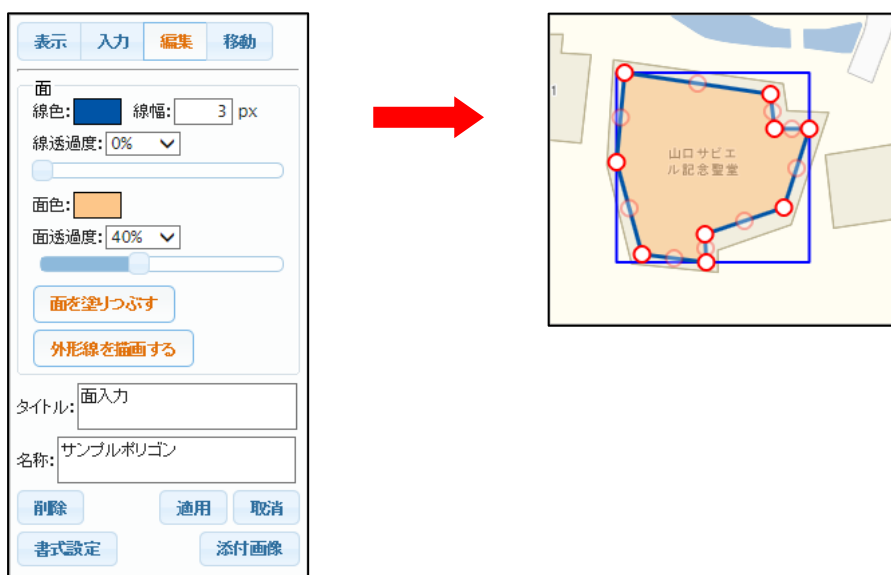 表示 入力 編集 移動
面
線色: 線幅: 3 px
線透過度: 0%
面色:
面透過度: 40%
面を塗りつぶす
外形線を描画する
タイトル: 面入力
名称: サンプルポリゴン
削除 適用 取消
書式設定 添付画像
1
山口サビエ
ル記念聖堂